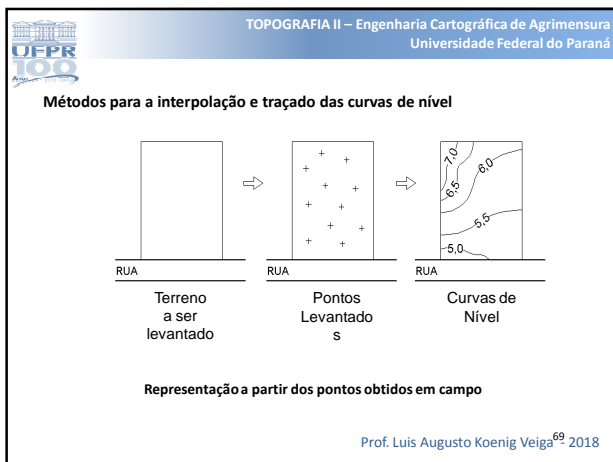 TOPOGRAFIA II – Engenharia Cartográfica de Agrimensura
Universidade Federal do Paraná
UFPR
100
Métodos para a interpolação e traçado das curvas de nível
7,0
6,5
6,0
5,5
5,0
RUA
RUA
RUA
Terreno
a ser
levantado
Pontos
Levantado
s
Curvas de
Nível
Representação a partir dos pontos obtidos em campo
Prof. Luis Augusto Koenig Veiga - 2018
69